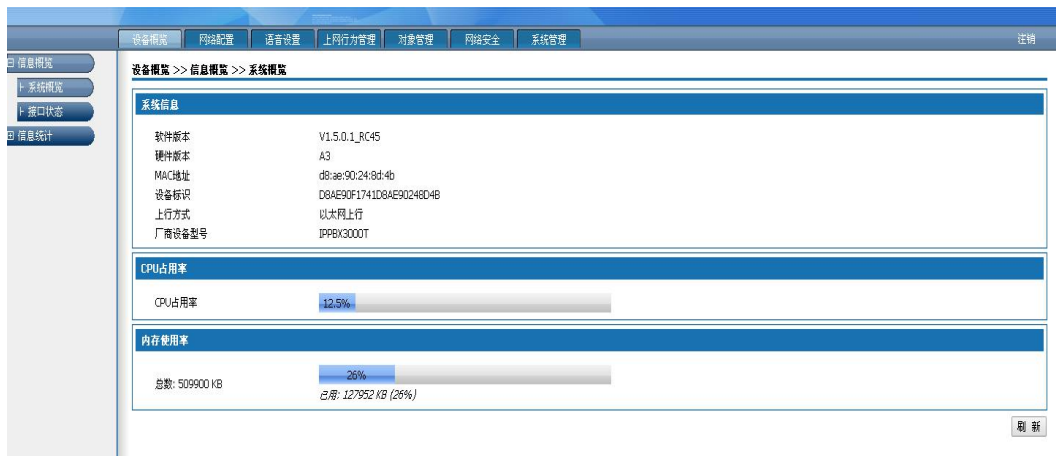 设备概览 网络配置 语音设置 上网行为管理 对象管理 网络安全 系统管理 注销
信息概览
系统概览
接口状态
信息统计
设备概览 >> 信息概览 >> 系统概览
系统信息
软件版本 V1.5.0.1_RC45
硬件版本 A3
MAC地址 d8:ae:90:24:8d:4b
设备标识 D8AE90F1741D8AE90248D4B
上行方式 以太网上行
厂商设备型号 IPPBX3000T
CPU占用率
CPU占用率 12.5%
内存使用率
总数: 509900 KB 26%
已用: 127952 KB (26%)
刷 新